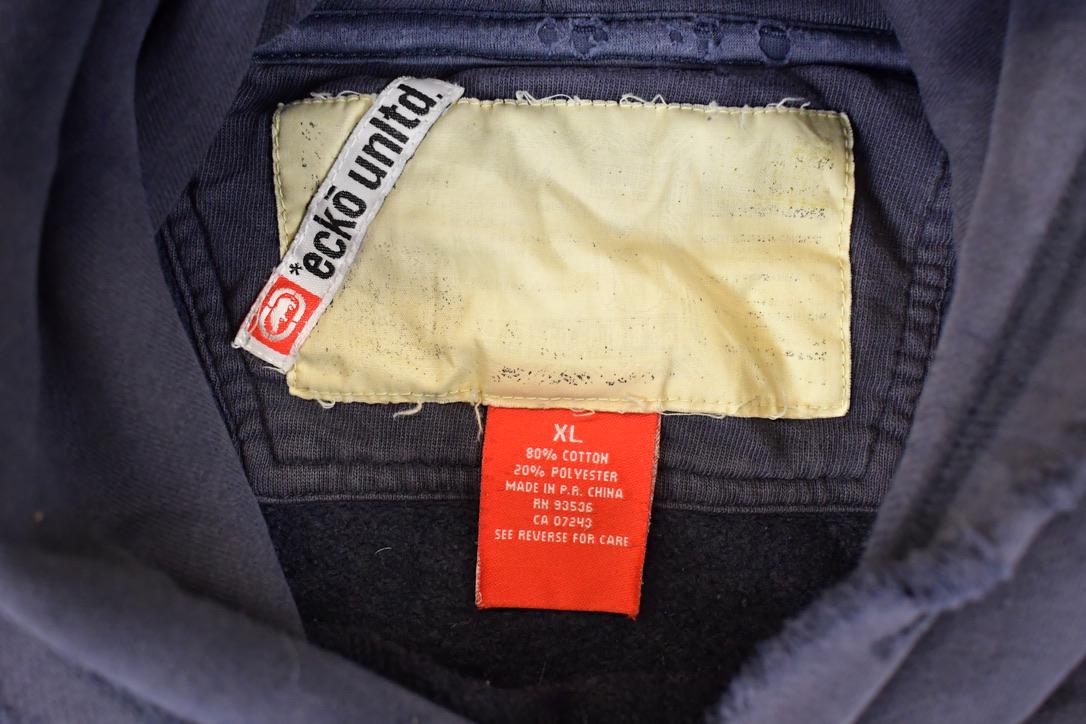 *eckō unltd.
XL
80% COTTON
20% POLYESTER
MADE IN P.R. CHINA
RN 93536
CA 07243
SEE REVERSE FOR CARE